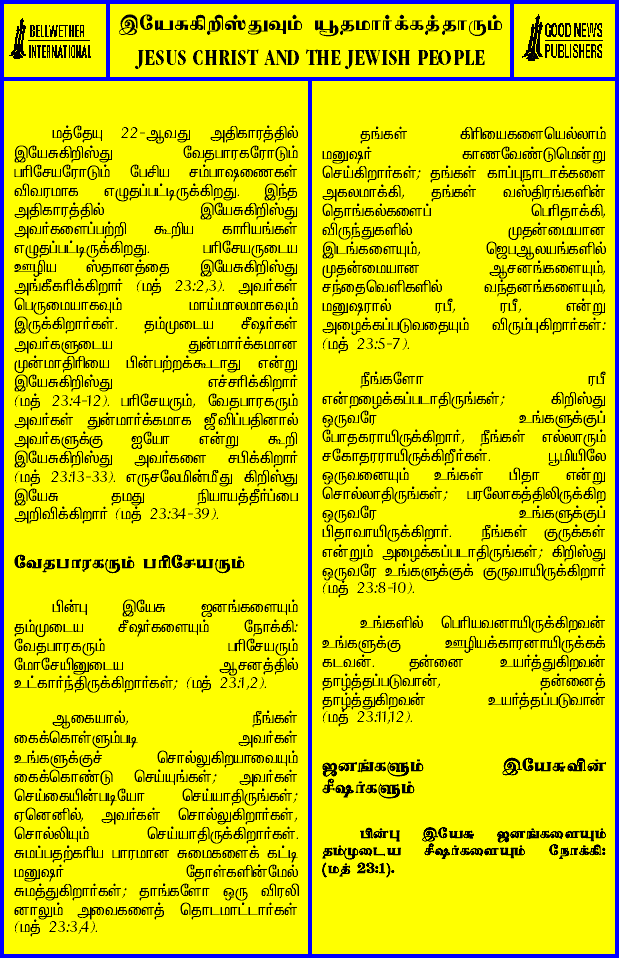 BELLWETHER
INTERNATIONAL
இயேசுகிறிஸ்துவும் யூதமார்க்கத்தாரும்
JESUS CHRIST AND THE JEWISH PEOPLE
GOOD NEWS
PUBLISHERS
மத்தேயு 22-ஆவது அதிகாரத்தில்
இயேசுகிறிஸ்து வேதபாரகரோடும்
பரிசேயரோடும் பேசிய சம்பாஷணைகள்
விவரமாக எழுதப்பட்டிருக்கிறது. இந்த
அதிகாரத்தில் இயேசுகிறிஸ்து
அவர்களைப்பற்றி கூறிய காரியங்கள்
எழுதப்பட்டிருக்கிறது. பரிசேயருடைய
ஊழிய ஸ்தானத்தை இயேசுகிறிஸ்து
அங்கீகரிக்கிறார் (மத் 23:2,3). அவர்கள்
பெருமையாகவும் மாய்மாலமாகவும்
இருக்கிறார்கள். தம்முடைய சீஷர்கள்
அவர்களுடைய துன்மார்க்கமான
முன்மாதிரியை பின்பற்றக்கூடாது என்று
இயேசுகிறிஸ்து எச்சரிக்கிறார்
(மத் 23:4-12). பரிசேயரும், வேதபாரகரும்
அவர்கள் துன்மார்க்கமாக ஜீவிப்பதினால்
அவர்களுக்கு ஐயோ என்று கூறி
இயேசுகிறிஸ்து அவர்களை சபிக்கிறார்
(மத் 23:13-33). எருசலேமின்மீது கிறிஸ்து
இயேசு தமது நியாயத்தீர்ப்பை
அறிவிக்கிறார் (மத் 23:34-39).
வேதபாரகரும் பரிசேயரும்
பின்பு இயேசு ஜனங்களையும்
தம்முடைய சீஷர்களையும் நோக்கி:
வேதபாரகரும் பரிசேயரும்
மோசேயினுடைய ஆசனத்தில்
உட்கார்ந்திருக்கிறார்கள்; (மத் 23:1,2).
ஆகையால், நீங்கள்
கைக்கொள்ளும்படி அவர்கள்
உங்களுக்குச் சொல்லுகிறயாவையும்
கைக்கொண்டு செய்யுங்கள்; அவர்கள்
செய்கையின்படியோ செய்யாதிருங்கள்;
ஏனெனில், அவர்கள் சொல்லுகிறார்கள்,
சொல்லியும் செய்யாதிருக்கிறார்கள்.
சுமப்பதற்கரிய பாரமான சுமைகளைக் கட்டி
மனுஷர் தோள்களின்மேல்
சுமத்துகிறார்கள்; தாங்களோ ஒரு விரலி
னாலும் அவைகளைத் தொடமாட்டார்கள்
(மத் 23:3,4).
தங்கள் கிரியைகளையெல்லாம்
மனுஷர் காணவேண்டுமென்று
செய்கிறார்கள்; தங்கள் காப்புநாடாக்களை
அகலமாக்கி, தங்கள் வஸ்திரங்களின்
தொங்கல்களைப் பெரிதாக்கி,
விருந்துகளில் முதன்மையான
இடங்களையும், ஜெபஆலயங்களில்
முதன்மையான ஆசனங்களையும்,
சந்தைவெளிகளில் வந்தனங்களையும்,
மனுஷரால் ரபீ, ரபீ, என்று
அழைக்கப்படுவதையும் விரும்புகிறார்கள்:
(மத் 23:5-7).
நீங்களோ ரபீ
என்றழைக்கப்படாதிருங்கள்; கிறிஸ்து
ஒருவரே உங்களுக்குப்
போதகராயிருக்கிறார், நீங்கள் எல்லாரும்
சகோதரராயிருக்கிறீர்கள். பூமியிலே
ஒருவனையும் உங்கள் பிதா என்று
சொல்லாதிருங்கள்; பரலோகத்திலிருக்கிற
ஒருவரே உங்களுக்குப்
பிதாவாயிருக்கிறார். நீங்கள் குருக்கள்
என்றும் அழைக்கப்படாதிருங்கள்; கிறிஸ்து
ஒருவரே உங்களுக்குக் குருவாயிருக்கிறார்
(மத் 23:8-10).
உங்களில் பெரியவனாயிருக்கிறவன்
உங்களுக்கு ஊழியக்காரனாயிருக்கக்
கடவன். தன்னை உயர்த்துகிறவன்
தாழ்த்தப்படுவான், தன்னைத்
தாழ்த்துகிறவன் உயர்த்தப்படுவான்
(மத் 23:11,12).
ஜனங்களும் இயேசுவின்
சீஷர்களும்
பின்பு இயேசு ஜனங்களையும்
தம்முடைய சீஷர்களையும் நோக்கி:
(மத் 23:1).